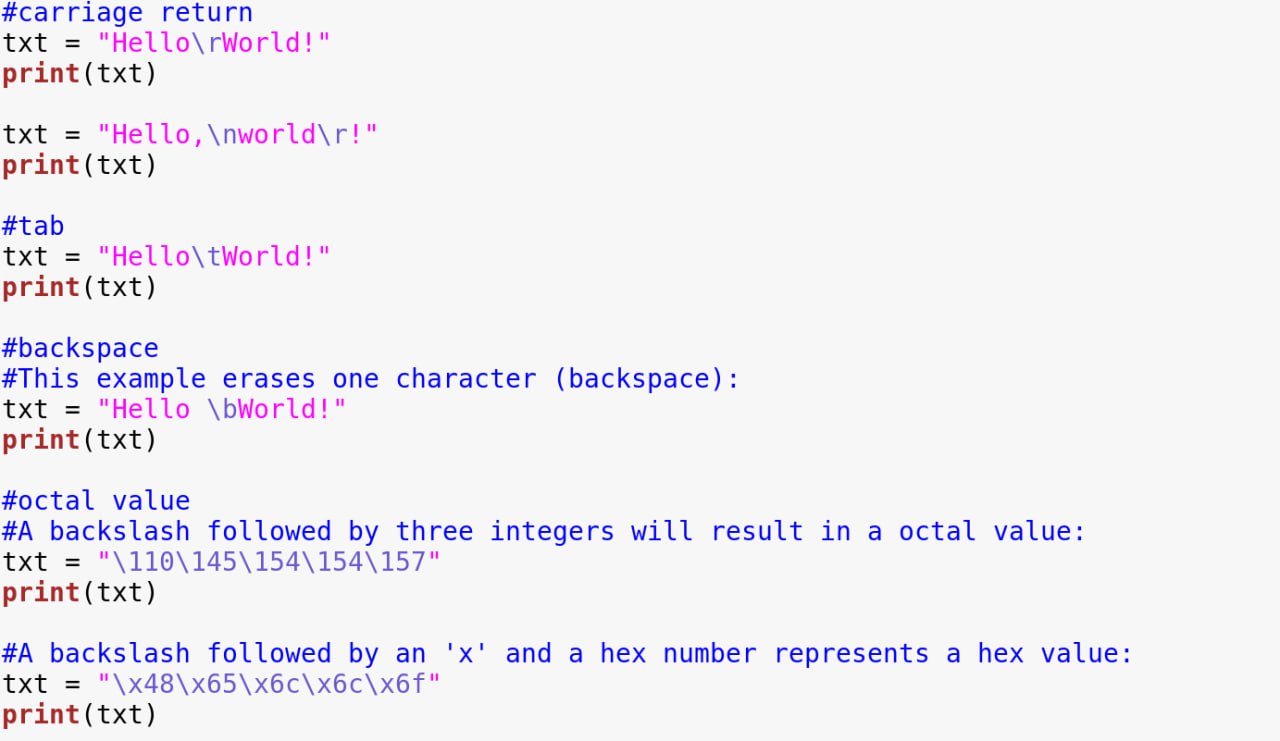 #carriage return
txt = "Hello\rWorld!"
print(txt)
txt = "Hello,\nworld\r!"
print(txt)
#tab
txt = "Hello\tWorld!"
print(txt)
#backspace
#This example erases one character (backspace):
txt = "Hello \bWorld!"
print(txt)
#octal value
#A backslash followed by three integers will result in a octal value:
txt = "\110\145\154\154\157"
print(txt)
#A backslash followed by an 'x' and a hex number represents a hex value:
txt = "\x48\x65\x6c\x6c\x6f"
print(txt)